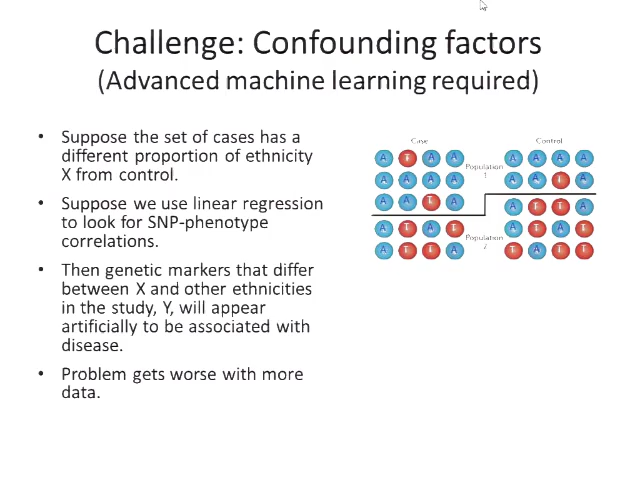 Challenge: Confounding factors
(Advanced machine learning required)
• Suppose the set of cases has a
different proportion of ethnicity
X from control.
• Suppose we use linear regression
to look for SNP-phenotype
correlations.
• Then genetic markers that differ
between X and other ethnicities
in the study, Y, will appear
artificially to be associated with
disease.
• Problem gets worse with more
data.
Case
Control
A T A A
A A A A
A A A A
A A T A
Population
1
A A T A
A T T A
A T A T
A T A T
Population
2
A T T A
T A T T